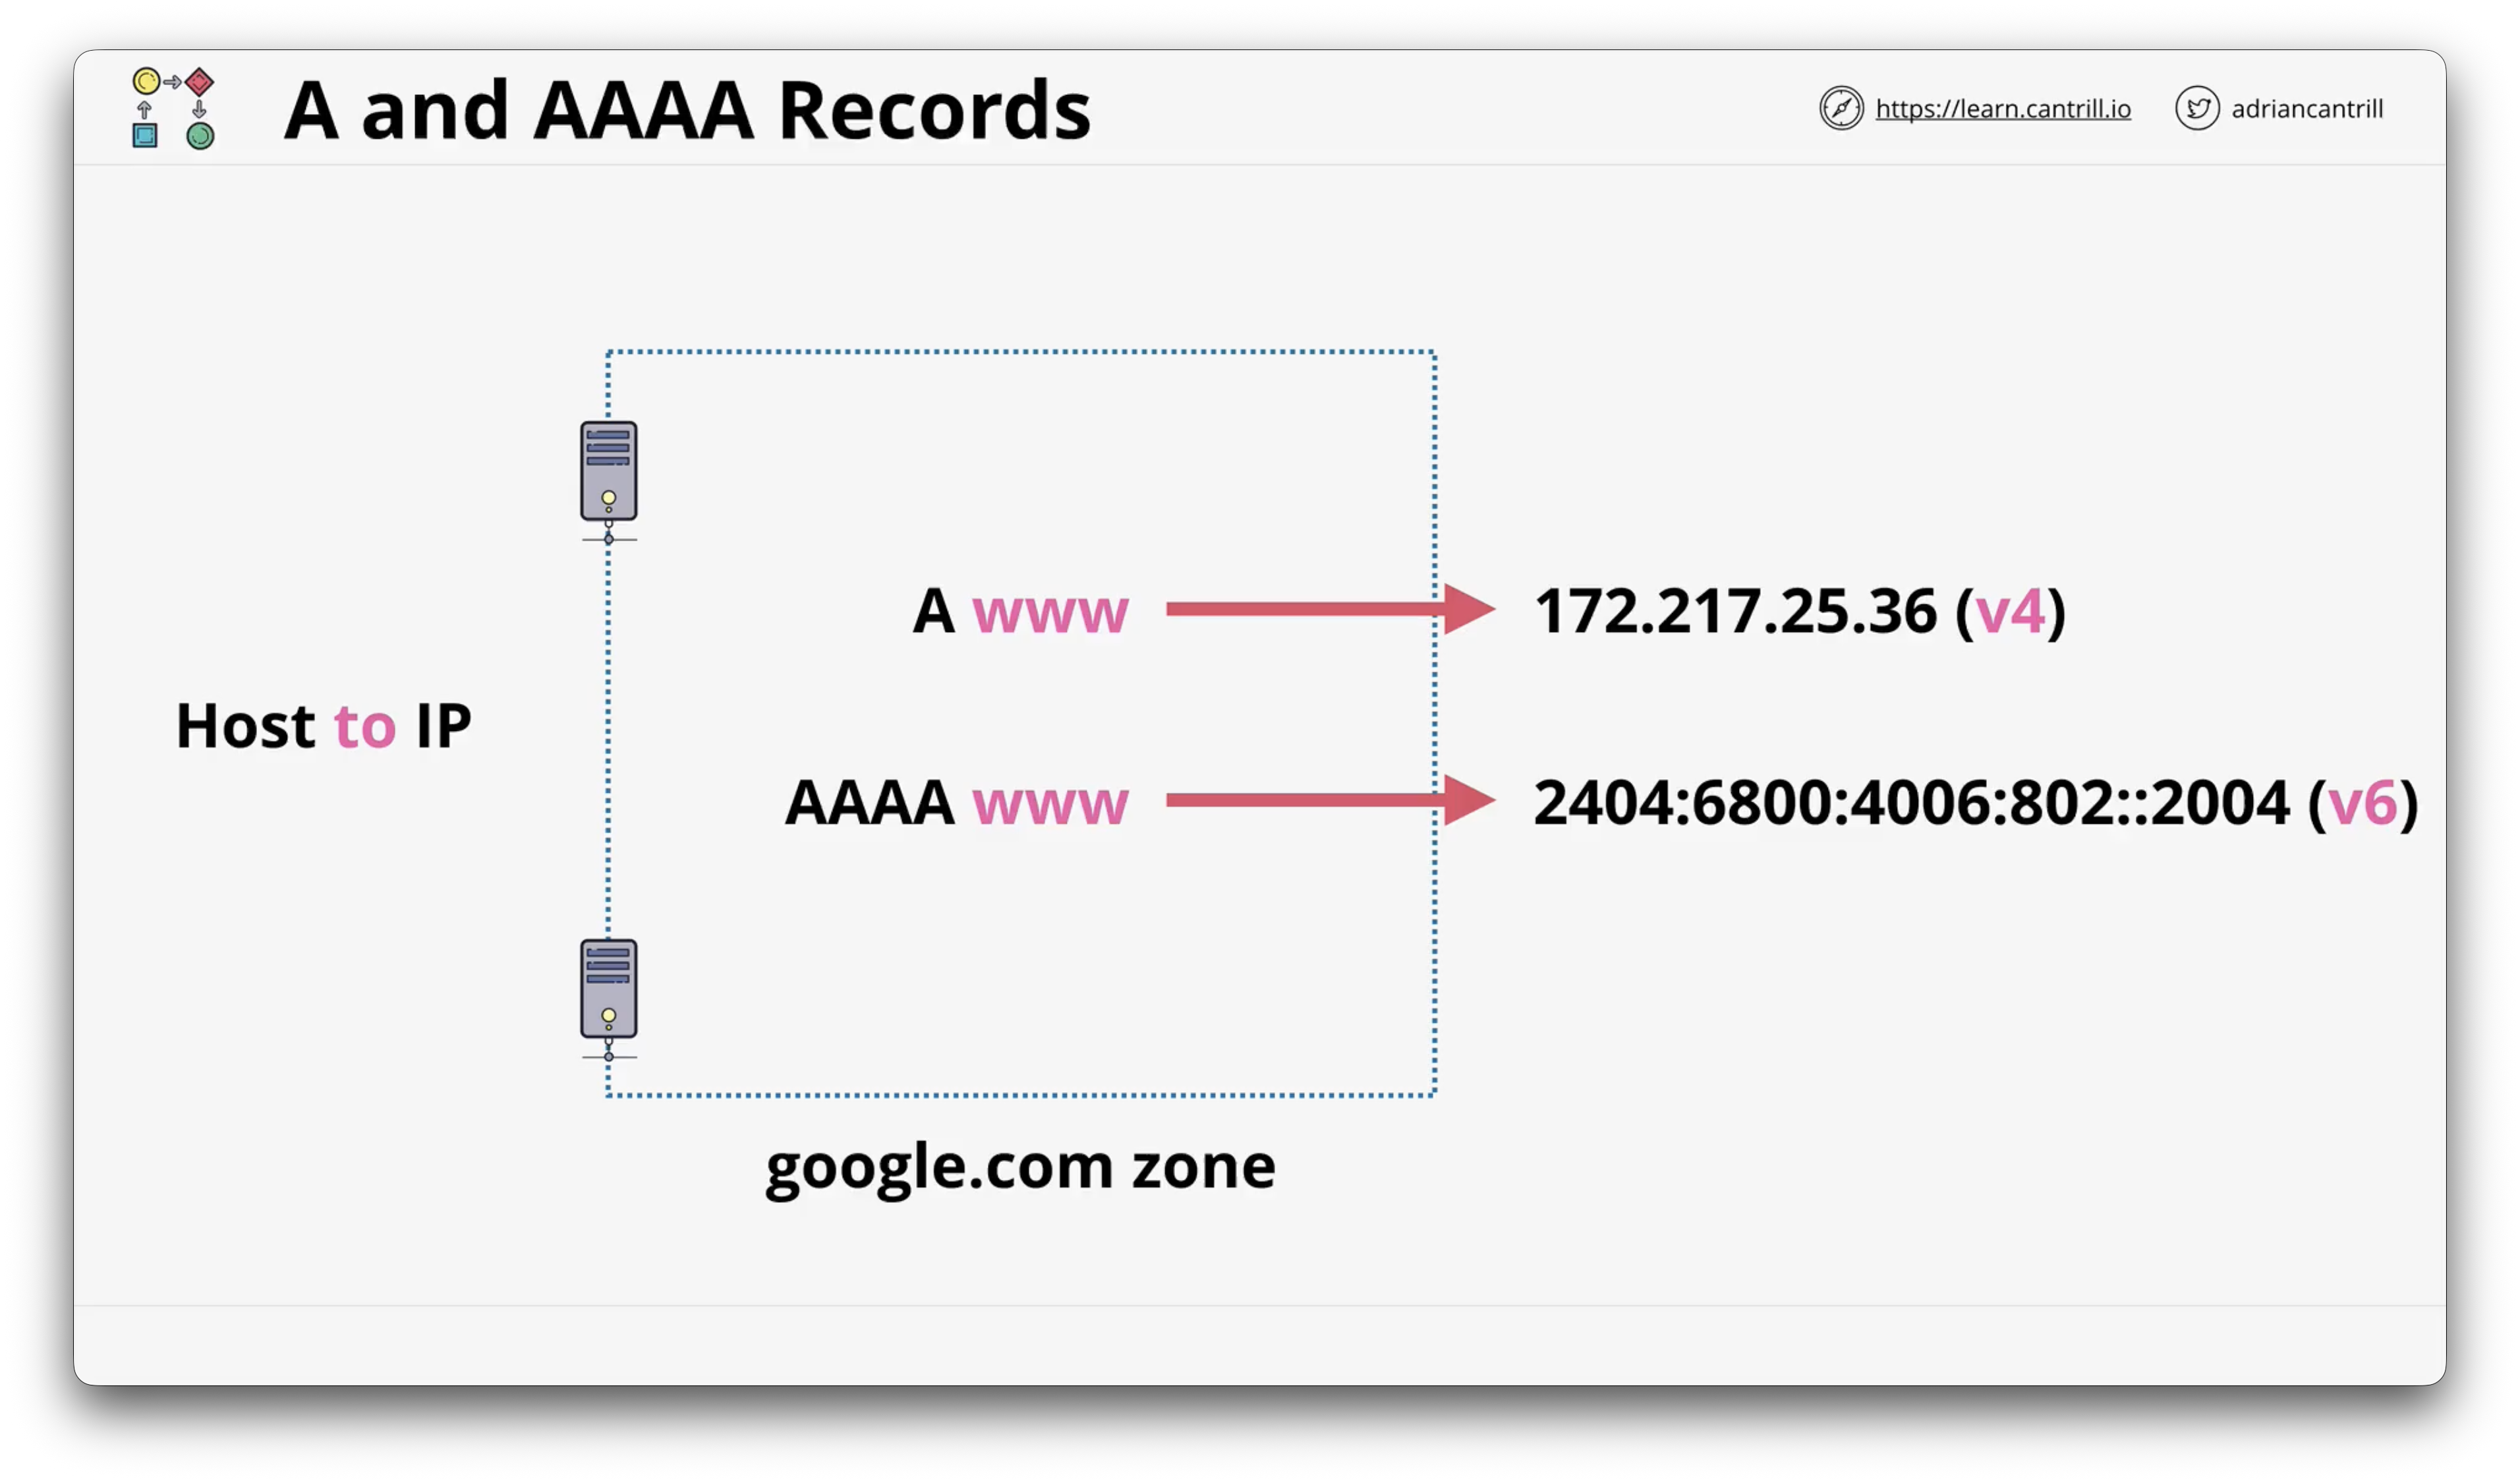 A and AAAA Records
https://learn.cantrill.io
adriancantrill
A www
172.217.25.36 (v4)
Host to IP
AAAA www
2404:6800:4006:802::2004 (v6)
google.com zone